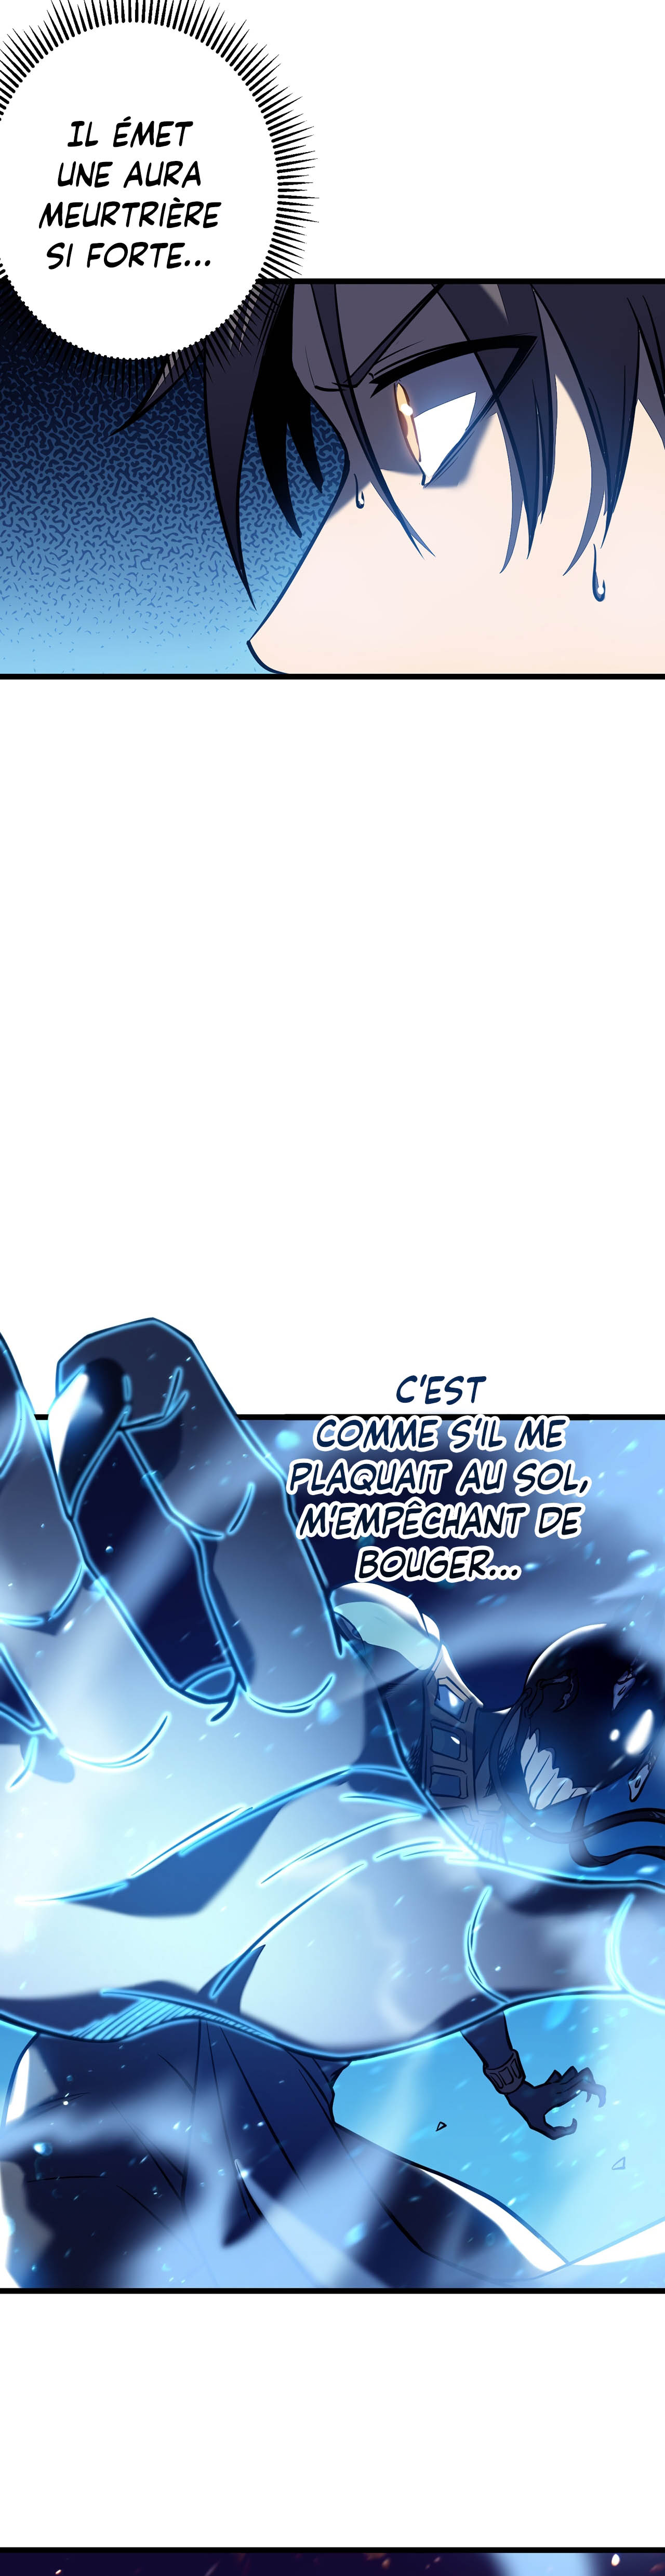 IL ÉMET
UNE AURA
MEURTRIÈRE
SI FORTE...
C'EST
COMME S'IL ME
PLAQUAIT AU SOL,
M'EMPÊCHANT DE
BOUGER...